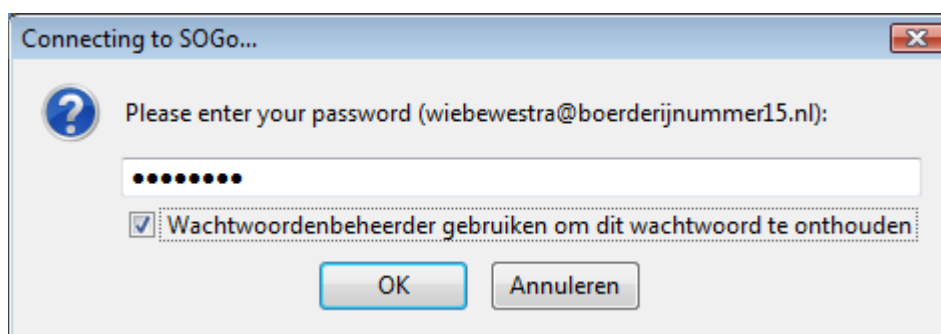 Connecting to SOGo...
Please enter your password (wiebewestra@boerderijnummer15.nl):
••••••••
Wachtwoordenbeheerder gebruiken om dit wachtwoord te onthouden
OK Annuleren